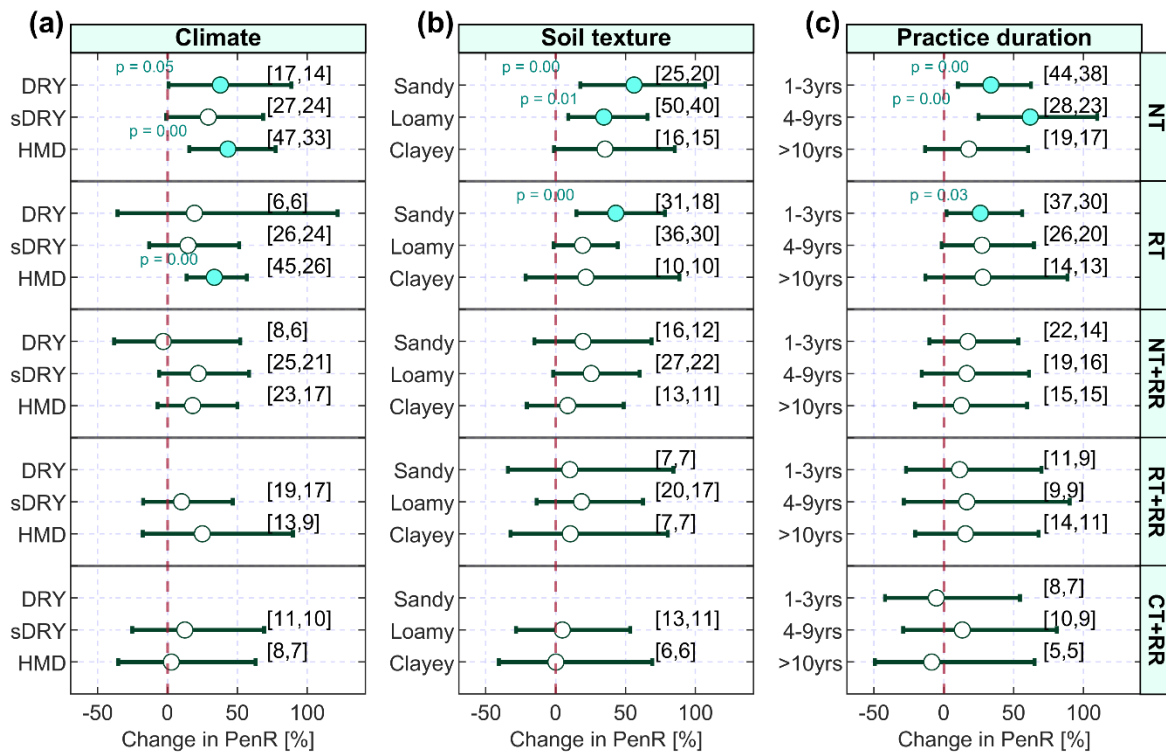 (a)
Climate
DRY
p = 0.05
[17,14]
sDRY
[27,24]
HMD
p = 0.00
[47,33]
DRY
[6,6]
sDRY
[26,24]
HMD
p = 0.00
[45,26]
DRY
[8,6]
sDRY
[25,21]
HMD
[23,17]
DRY
sDRY
[19,17]
HMD
[13,9]
DRY
sDRY
[11,10]
HMD
[8,7]
-50 0 50 100
Change in PenR [%]
(b)
Soil texture
Sandy
p = 0.00
[25,20]
Loamy
p = 0.01
[50,40]
Clayey
[16,15]
Sandy
p = 0.00
[31,18]
Loamy
[36,30]
Clayey
[10,10]
Sandy
[16,12]
Loamy
[27,22]
Clayey
[13,11]
Sandy
[7,7]
Loamy
[20,17]
Clayey
[7,7]
Sandy
Loamy
[13,11]
Clayey
[6,6]
-50 0 50 100
Change in PenR [%]
(c)
Practice duration
1-3yrs
p = 0.00
[44,38]
4-9yrs
p = 0.00
[28,23]
>10yrs
[19,17]
NT
1-3yrs
p = 0.03
[37,30]
4-9yrs
[26,20]
>10yrs
[14,13]
RT
1-3yrs
[22,14]
4-9yrs
[19,16]
>10yrs
[15,15]
NT+RR
1-3yrs
[11,9]
4-9yrs
[9,9]
>10yrs
[14,11]
RT+RR
1-3yrs
[8,7]
4-9yrs
[10,9]
>10yrs
[5,5]
CT+RR
-50 0 50 100
Change in PenR [%]